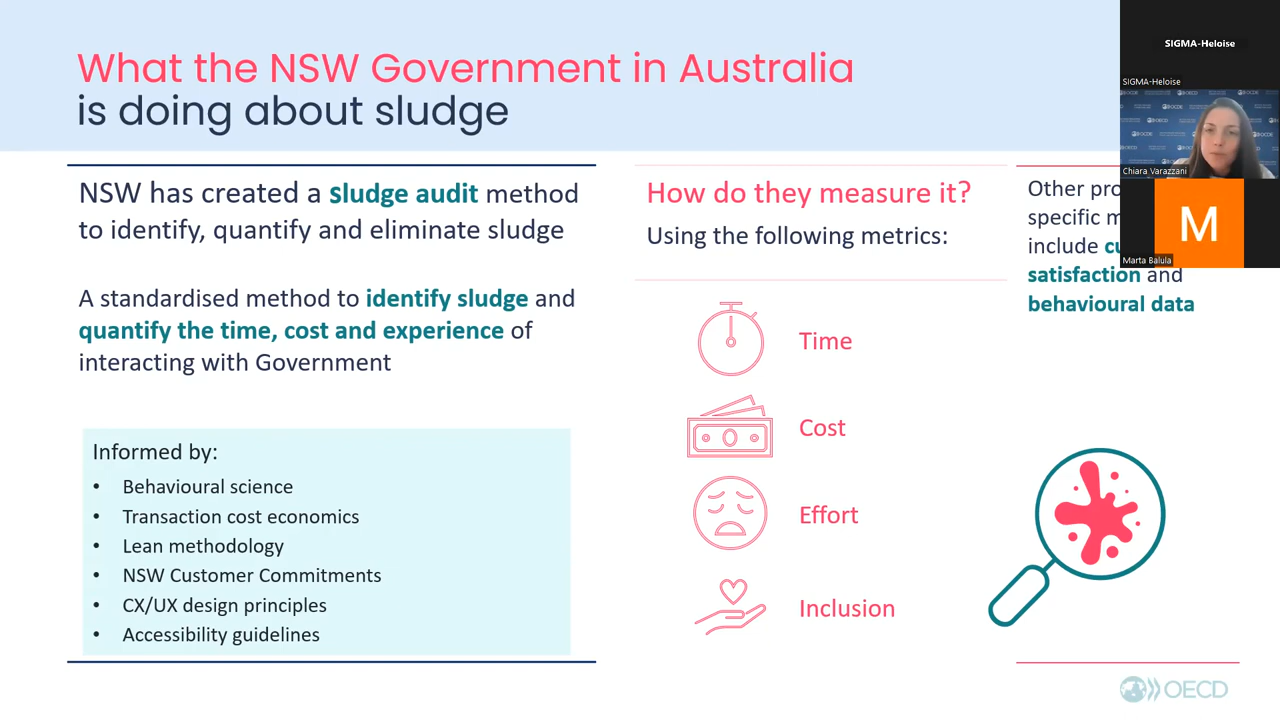 What the NSW Government in Australia
is doing about sludge
NSW has created a sludge audit method
to identify, quantify and eliminate sludge
A standardised method to identify sludge and
quantify the time, cost and experience of
interacting with Government
Informed by:
• Behavioural science
• Transaction cost economics
• Lean methodology
• NSW Customer Commitments
• CX/UX design principles
• Accessibility guidelines
How do they measure it?
Using the following metrics:
Time
Cost
Effort
Inclusion
Other
specific
include
satisfaction and
behavioural data
OECD
SIGMA-Heloise
SIGMA-Heloise
Chiara Varazzani
M
Marta Balula